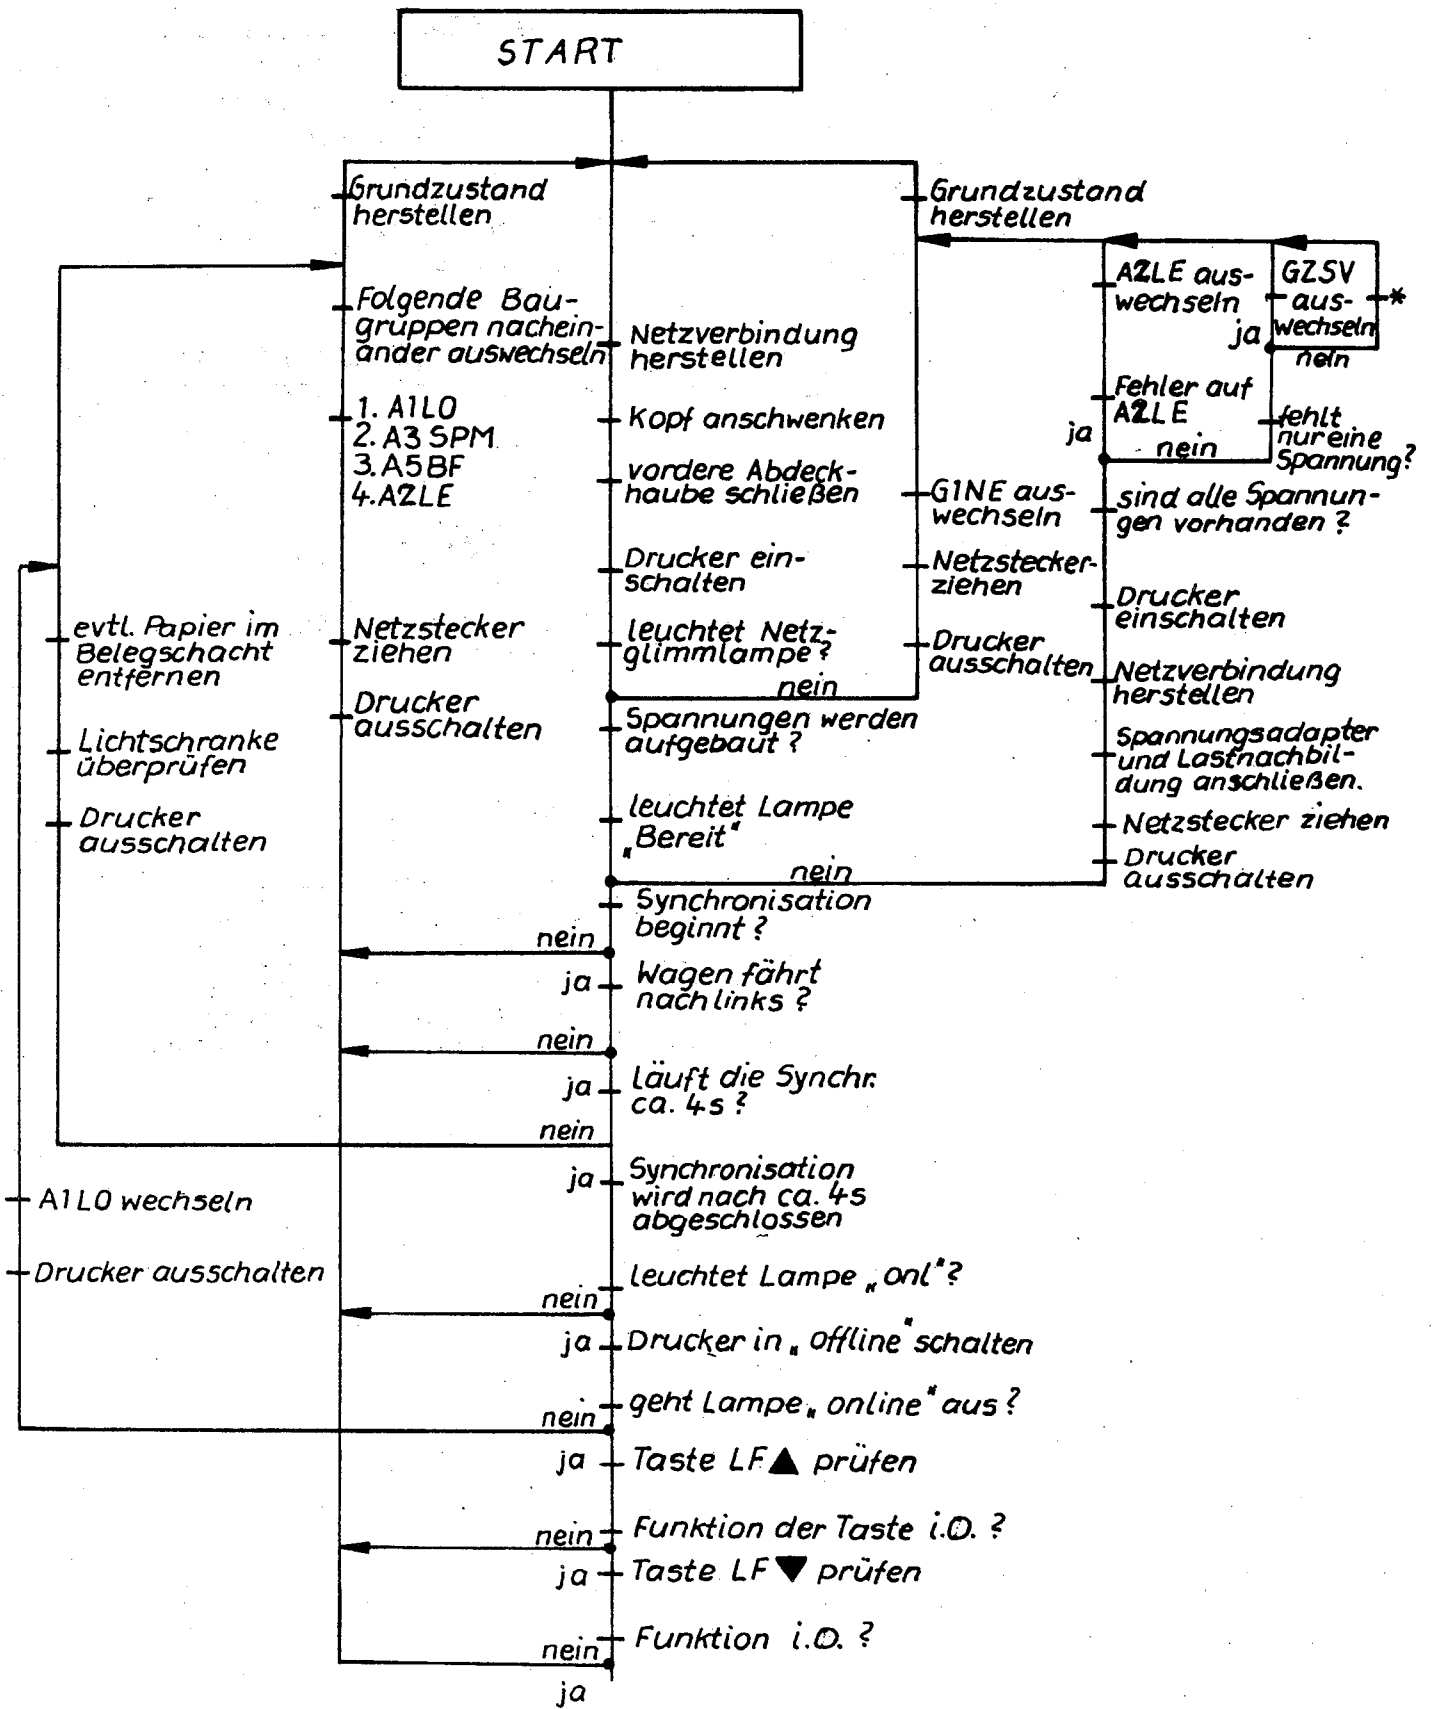 START
Grundzustand
herstellen
Folgende Bau-
gruppen nachein-
ander auswechseln
1. A1LO
2. A3 SPM
3. A5BF
4. A2LE
Netzstecker
ziehen
Drucker
ausschalten
evtl. Papier im
Belegschacht
entfernen
Lichtschranke
überprüfen
Drucker
ausschalten
A1LO wechseln
Drucker ausschalten
Netzverbindung
herstellen
Kopf anschwenken
vordere Abdeck-
haube schließen
Drucker ein-
schalten
leuchtet Netz-
glimmlampe?
nein
Spannungen werden
aufgebaut?
leuchtet Lampe
„Bereit“
nein
Synchronisation
beginnt?
nein
ja
Wagen fährt
nach links?
nein
ja
Läuft die Synchr.
ca. 4s?
nein
ja
Synchronisation
wird nach ca. 4s
abgeschlossen
leuchtet Lampe „onl“?
nein
ja
Drucker in „offline“ schalten
geht Lampe „online“ aus?
nein
ja
Taste LF▲ prüfen
Funktion der Taste i.O.?
nein
ja
Taste LF▼ prüfen
Funktion i.O.?
nein
ja
Grundzustand
herstellen
G1NE aus-
wechseln
Netzstecker-
ziehen
Drucker
ausschalten
A2LE aus-
wechseln
Fehler auf
A2LE
ja
nein
GZSV
aus-
wechseln
*
ja
nein
fehlt
nur eine
Spannung?
sind alle Spannun-
gen vorhanden?
Drucker
einschalten
Netzverbindung
herstellen
Spannungsadapter
und Lastnachbil-
dung anschließen.
Netzstecker ziehen
Drucker
ausschalten